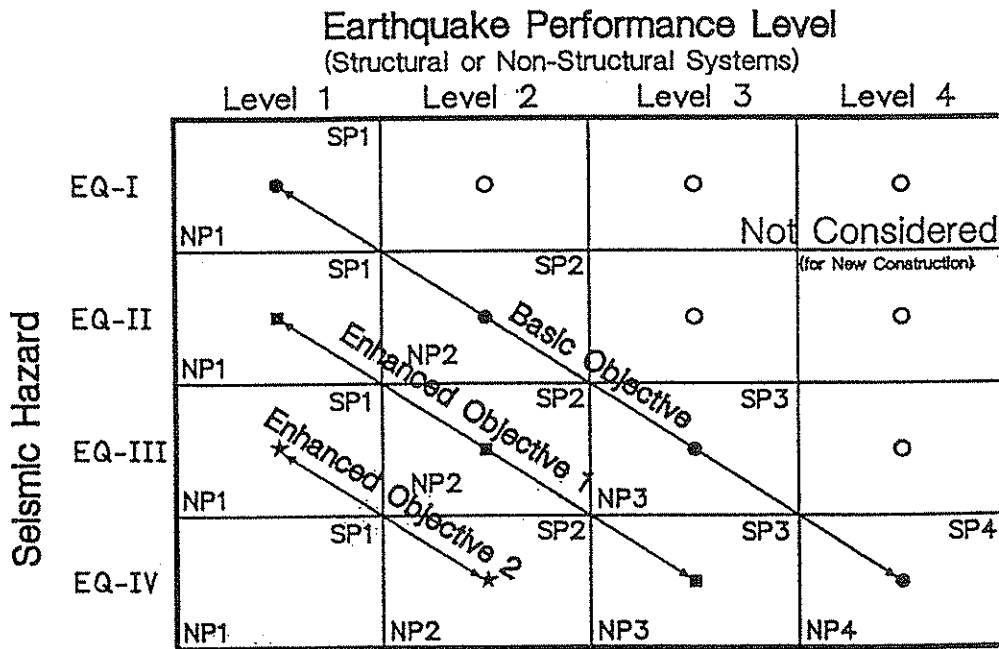 Earthquake Performance Level
(Structural or Non-Structural Systems)
Level 1 Level 2 Level 3 Level 4
Seismic Hazard
EQ-I
SP1
NP1
Not Considered
(for New Construction)
EQ-II
SP1 SP2
Basic Objective
NP1 NP2
EQ-III
SP1 SP2 SP3
Enhanced Objective 1
NP1 NP2 NP3
EQ-IV
SP1 SP2 SP3 SP4
Enhanced Objective 2
NP1 NP2 NP3 NP4